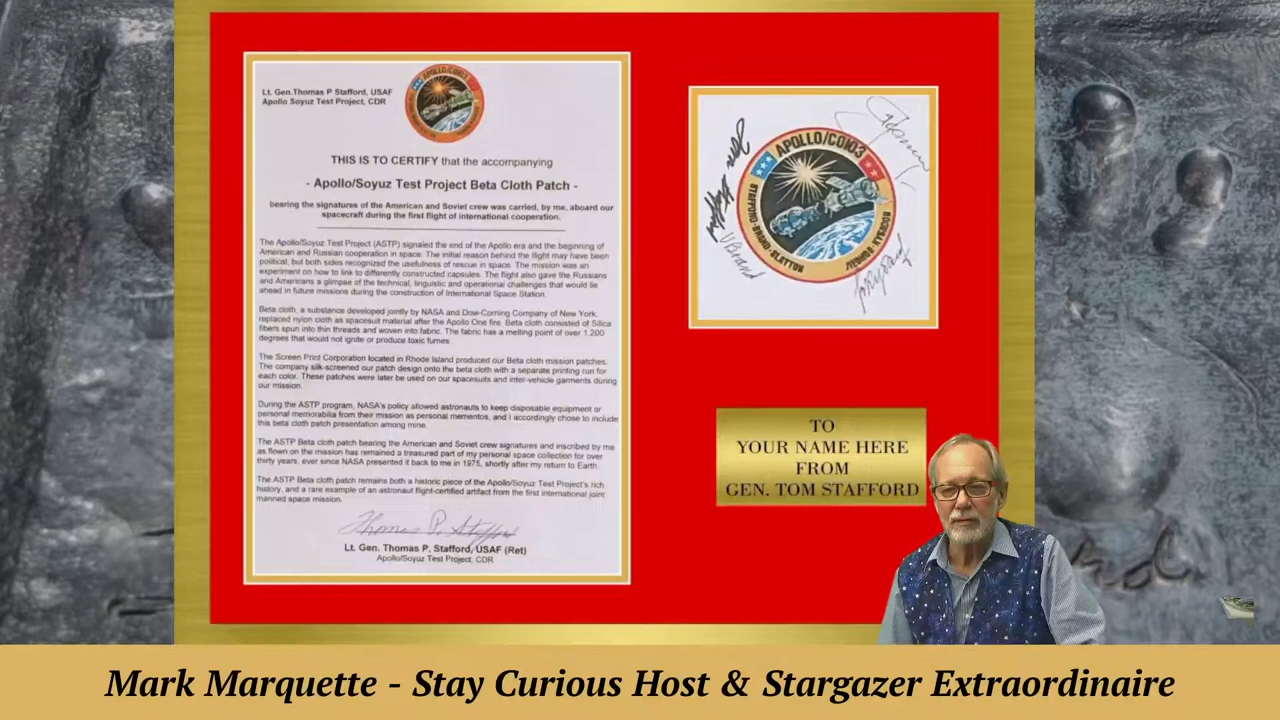 Lt. Gen.Thomas P Stafford, USAF
Apollo Soyuz Test Project, CDR
APOLLO/СОЮЗ
THIS IS TO CERTIFY that the accompanying
- Apollo/Soyuz Test Project Beta Cloth Patch -
bearing the signatures of the American and Soviet crew was carried, by me, aboard our
spacecraft during the first flight of international cooperation.
The Apollo/Soyuz Test Project (ASTP) signaled the end of the Apollo era and the beginning of
American and Russian cooperation in space. The initial reason behind the flight may have been
political, but both sides recognized the usefulness of rescue in space. The mission was an
experiment on how to link to differently constructed capsules. The flight also gave the Russians
and Americans a glimpse of the technical, linguistic and operational challenges that would lie
ahead in future missions during the construction of International Space Station.
Beta cloth, a substance developed jointly by NASA and Dow-Corning Company of New York,
replaced nylon cloth as spacesuit material after the Apollo One fire. Beta cloth consisted of Silica
fibers spun into thin threads and woven into fabric. The fabric has a melting point of over 1,200
degrees that would not ignite or produce toxic fumes.
The Screen Print Corporation located in Rhode Island produced our Beta cloth mission patches.
The company silk-screened our patch design onto the beta cloth with a separate printing run for
each color. These patches were later be used on our spacesuits and inter-vehicle garments during
our mission.
During the ASTP program, NASA's policy allowed astronauts to keep disposable equipment or
personal memorabilia from their mission as personal mementos, and I accordingly chose to include
this beta cloth patch presentation among mine.
The ASTP Beta cloth patch bearing the American and Soviet crew signatures and inscribed by me
as flown on the mission has remained a treasured part of my personal space collection for over
thirty years, ever since NASA presented it back to me in 1975, shortly after my return to Earth.
The ASTP Beta cloth patch remains both a historic piece of the Apollo/Soyuz Test Project's rich
history, and a rare example of an astronaut flight-certified artifact from the first international joint
manned space mission.
Thomas P. Stafford
Lt. Gen. Thomas P. Stafford, USAF (Ret)
Apollo/Soyuz Test Project, CDR
APOLLO/СОЮЗ
STAFFORD·BRAND·SLAYTON
ЛЕОНОВ·КУБАСОВ
V Brand
TO
YOUR NAME HERE
FROM
GEN. TOM STAFFORD
Mark Marquette - Stay Curious Host & Stargazer Extraordinaire